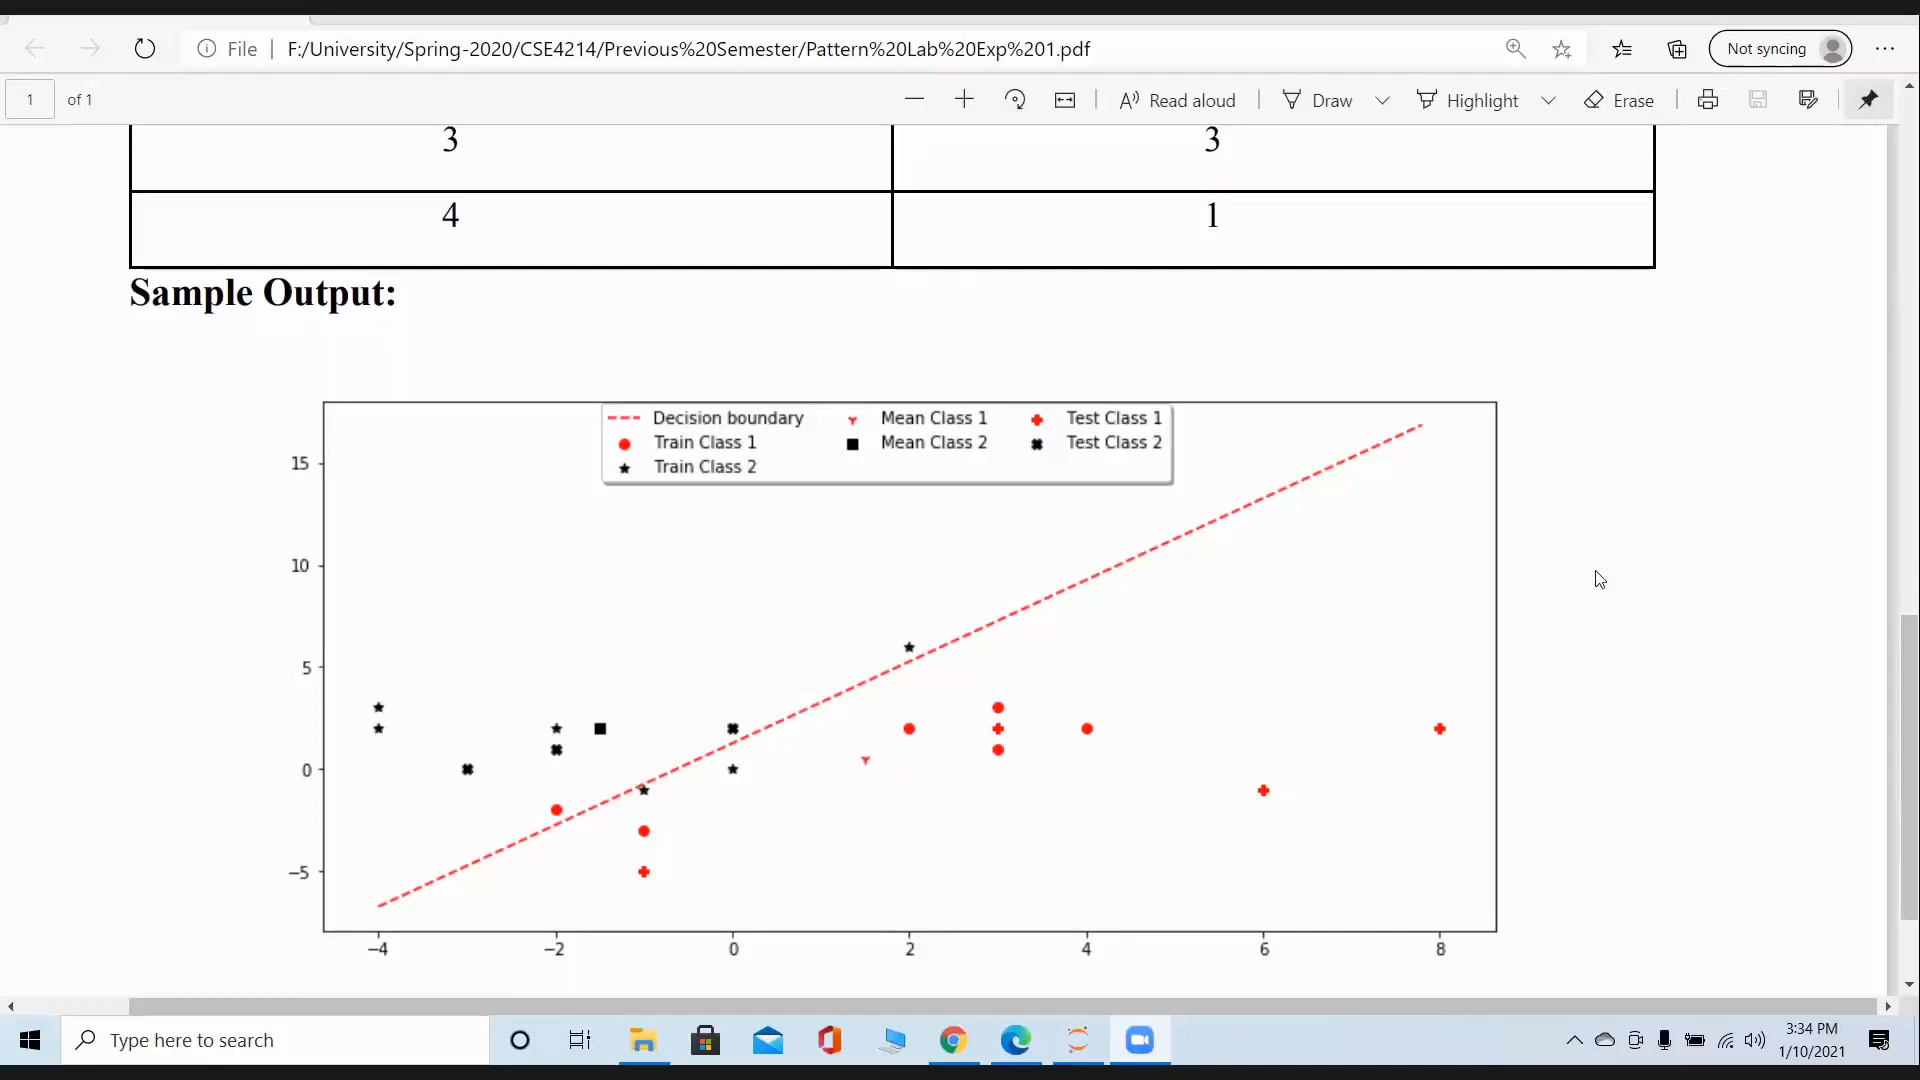 File
F:/University/Spring-2020/CSE4214/Previous%20Semester/Pattern%20Lab%20Exp%201.pdf
Not syncing
1 of 1
Read aloud
Draw
Highlight
Erase
3 3
4 1
Sample Output:
Decision boundary Mean Class 1 Test Class 1
Train Class 1 Mean Class 2 Test Class 2
Train Class 2
15
10
5
0
−5
−4 −2 0 2 4 6 8
Type here to search
3:34 PM
1/10/2021